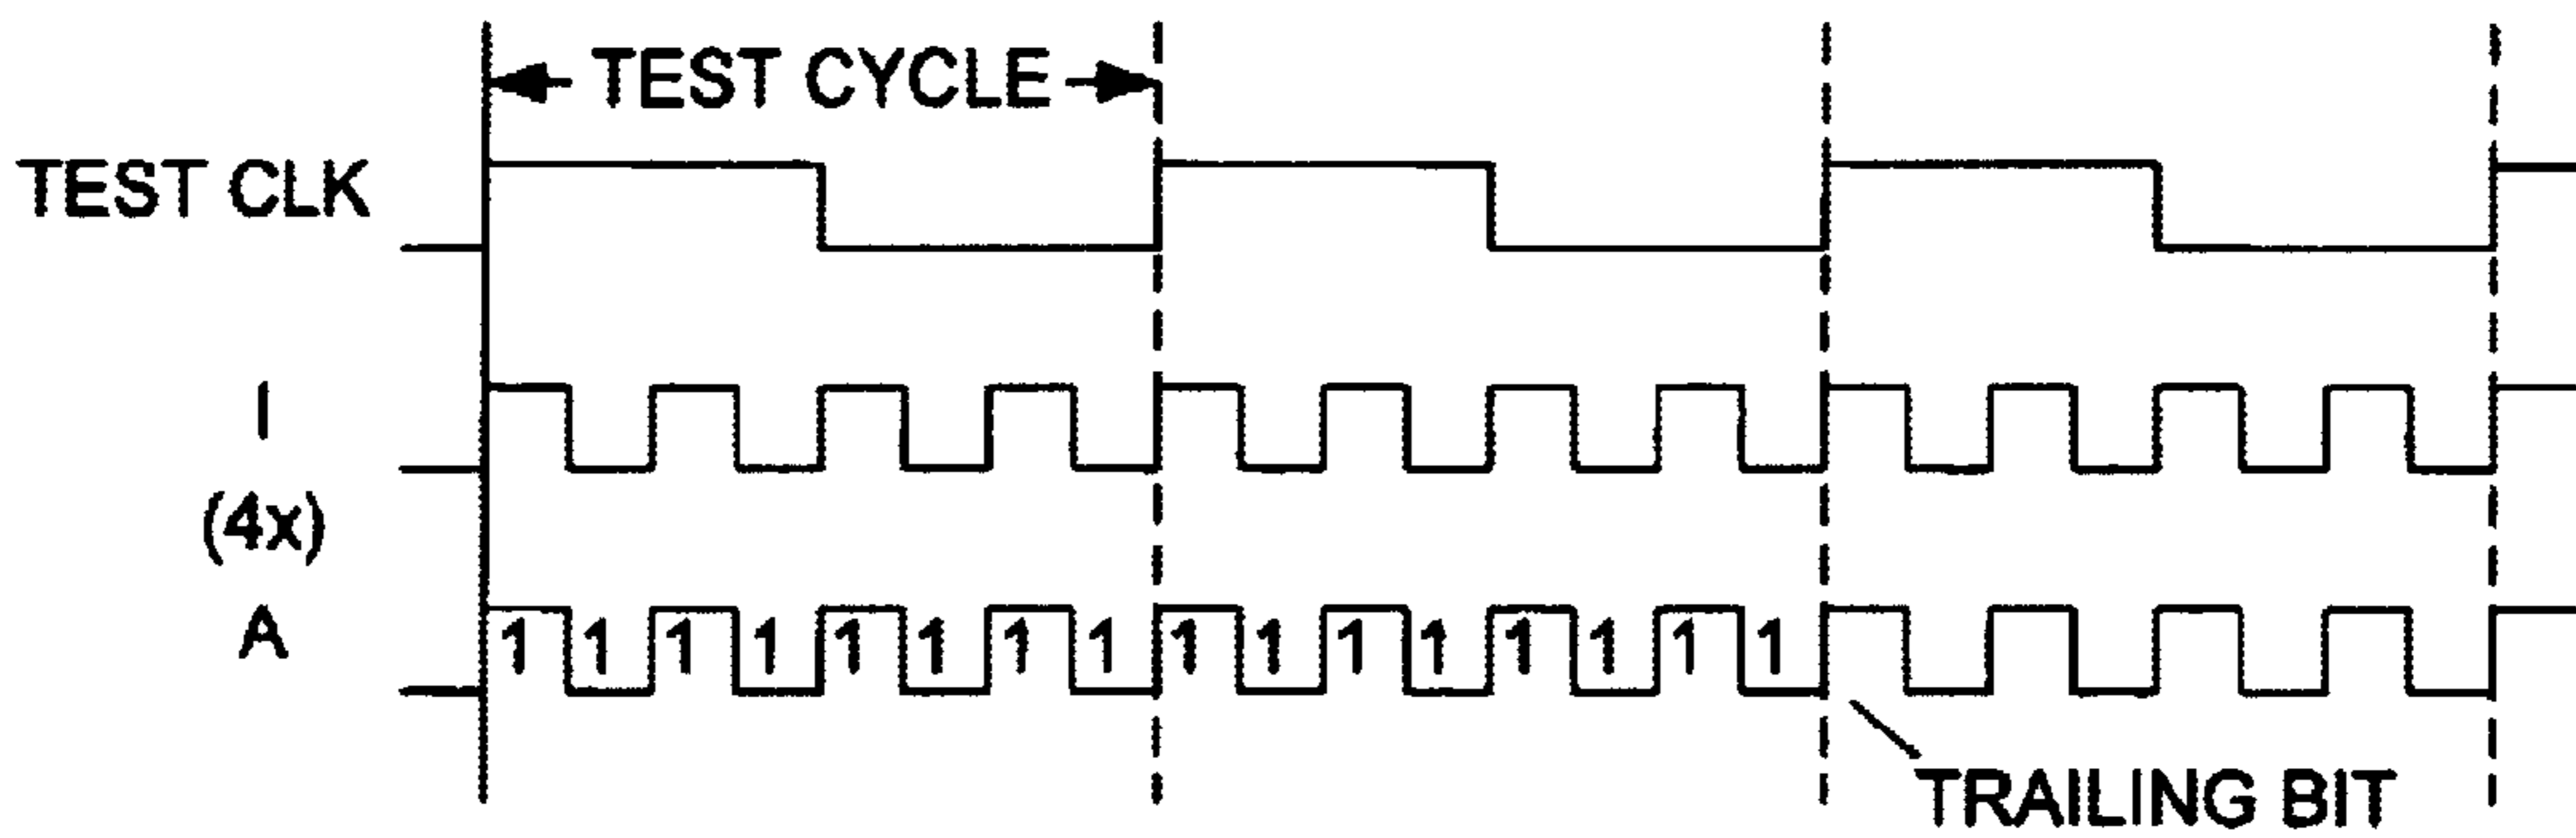 TEST CYCLE
TEST CLK
I
(4x)
A
1 1 1 1 1 1 1 1 1 1 1 1 1 1 1 1
TRAILING BIT